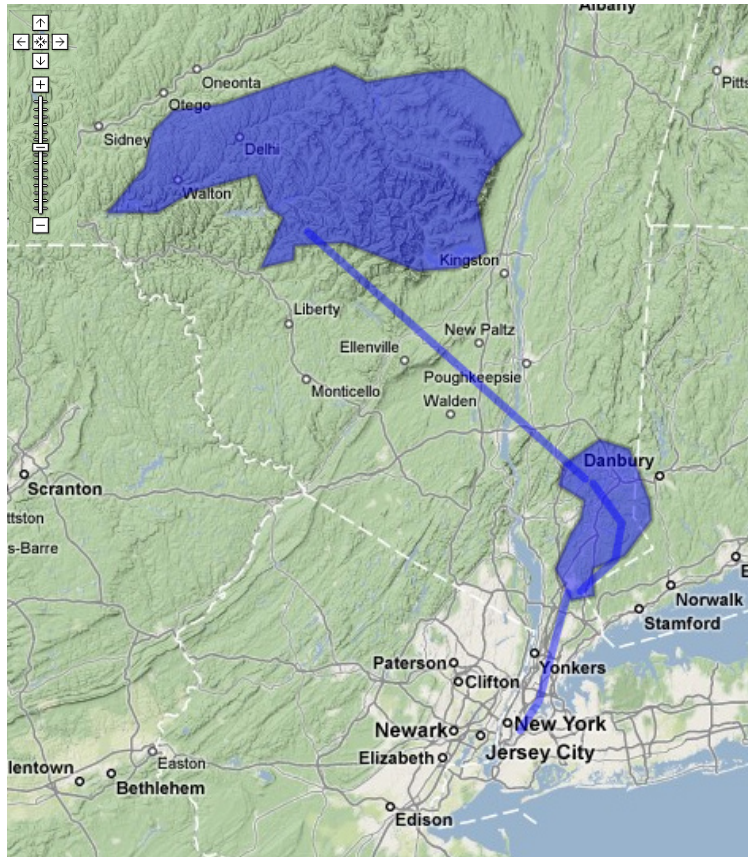 Albany
Oneonta
Pitts
Otego
Sidney
Delhi
Walton
Kingston
Liberty
New Paltz
Ellenville
Poughkeepsie
Monticello
Walden
Danbury
Scranton
ttston
s-Barre
E
Norwalk
Stamford
Paterson
Yonkers
Clifton
New York
Newark
Jersey City
Elizabeth
Easton
lentown
Bethlehem
Edison